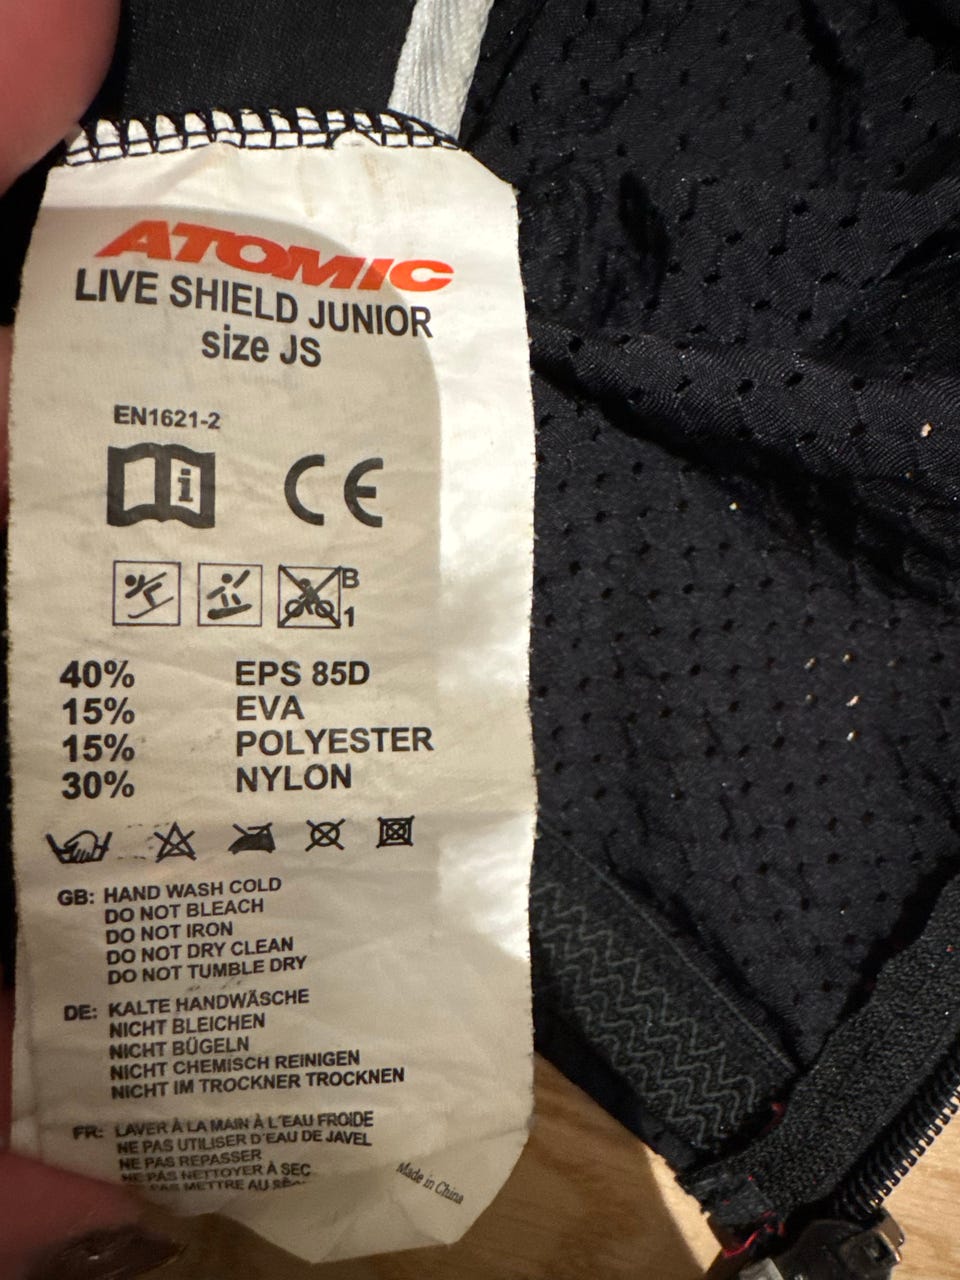 ATOMIC
LIVE SHIELD JUNIOR
size JS
EN1621-2
i
CE
B
1
40% EPS 85D
15% EVA
15% POLYESTER
30% NYLON
GB: HAND WASH COLD
DO NOT BLEACH
DO NOT IRON
DO NOT DRY CLEAN
DO NOT TUMBLE DRY
DE: KALTE HANDWÄSCHE
NICHT BLEICHEN
NICHT BÜGELN
NICHT CHEMISCH REINIGEN
NICHT IM TROCKNER TROCKNEN
FR: LAVER À LA MAIN À L'EAU FROIDE
NE PAS UTILISER D'EAU DE JAVEL
NE PAS REPASSER
NE PAS NETTOYER À SEC
PAS METTRE AU
Made in China